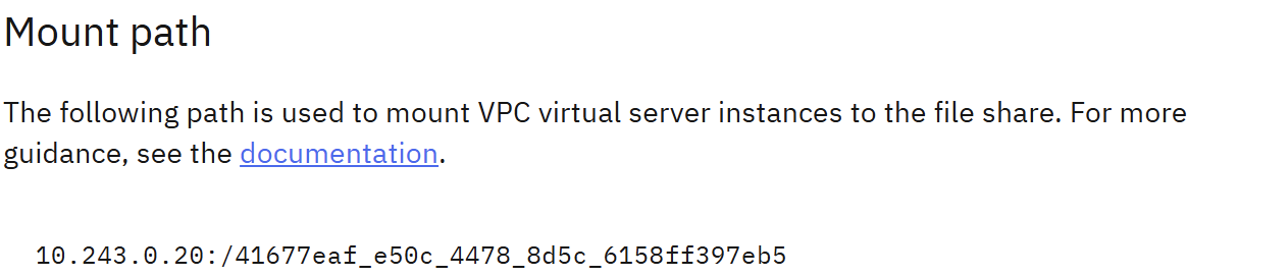 Mount path
The following path is used to mount VPC virtual server instances to the file share. For more
guidance, see the documentation.
10.243.0.20:/41677eaf_e50c_4478_8d5c_6158ff397eb5